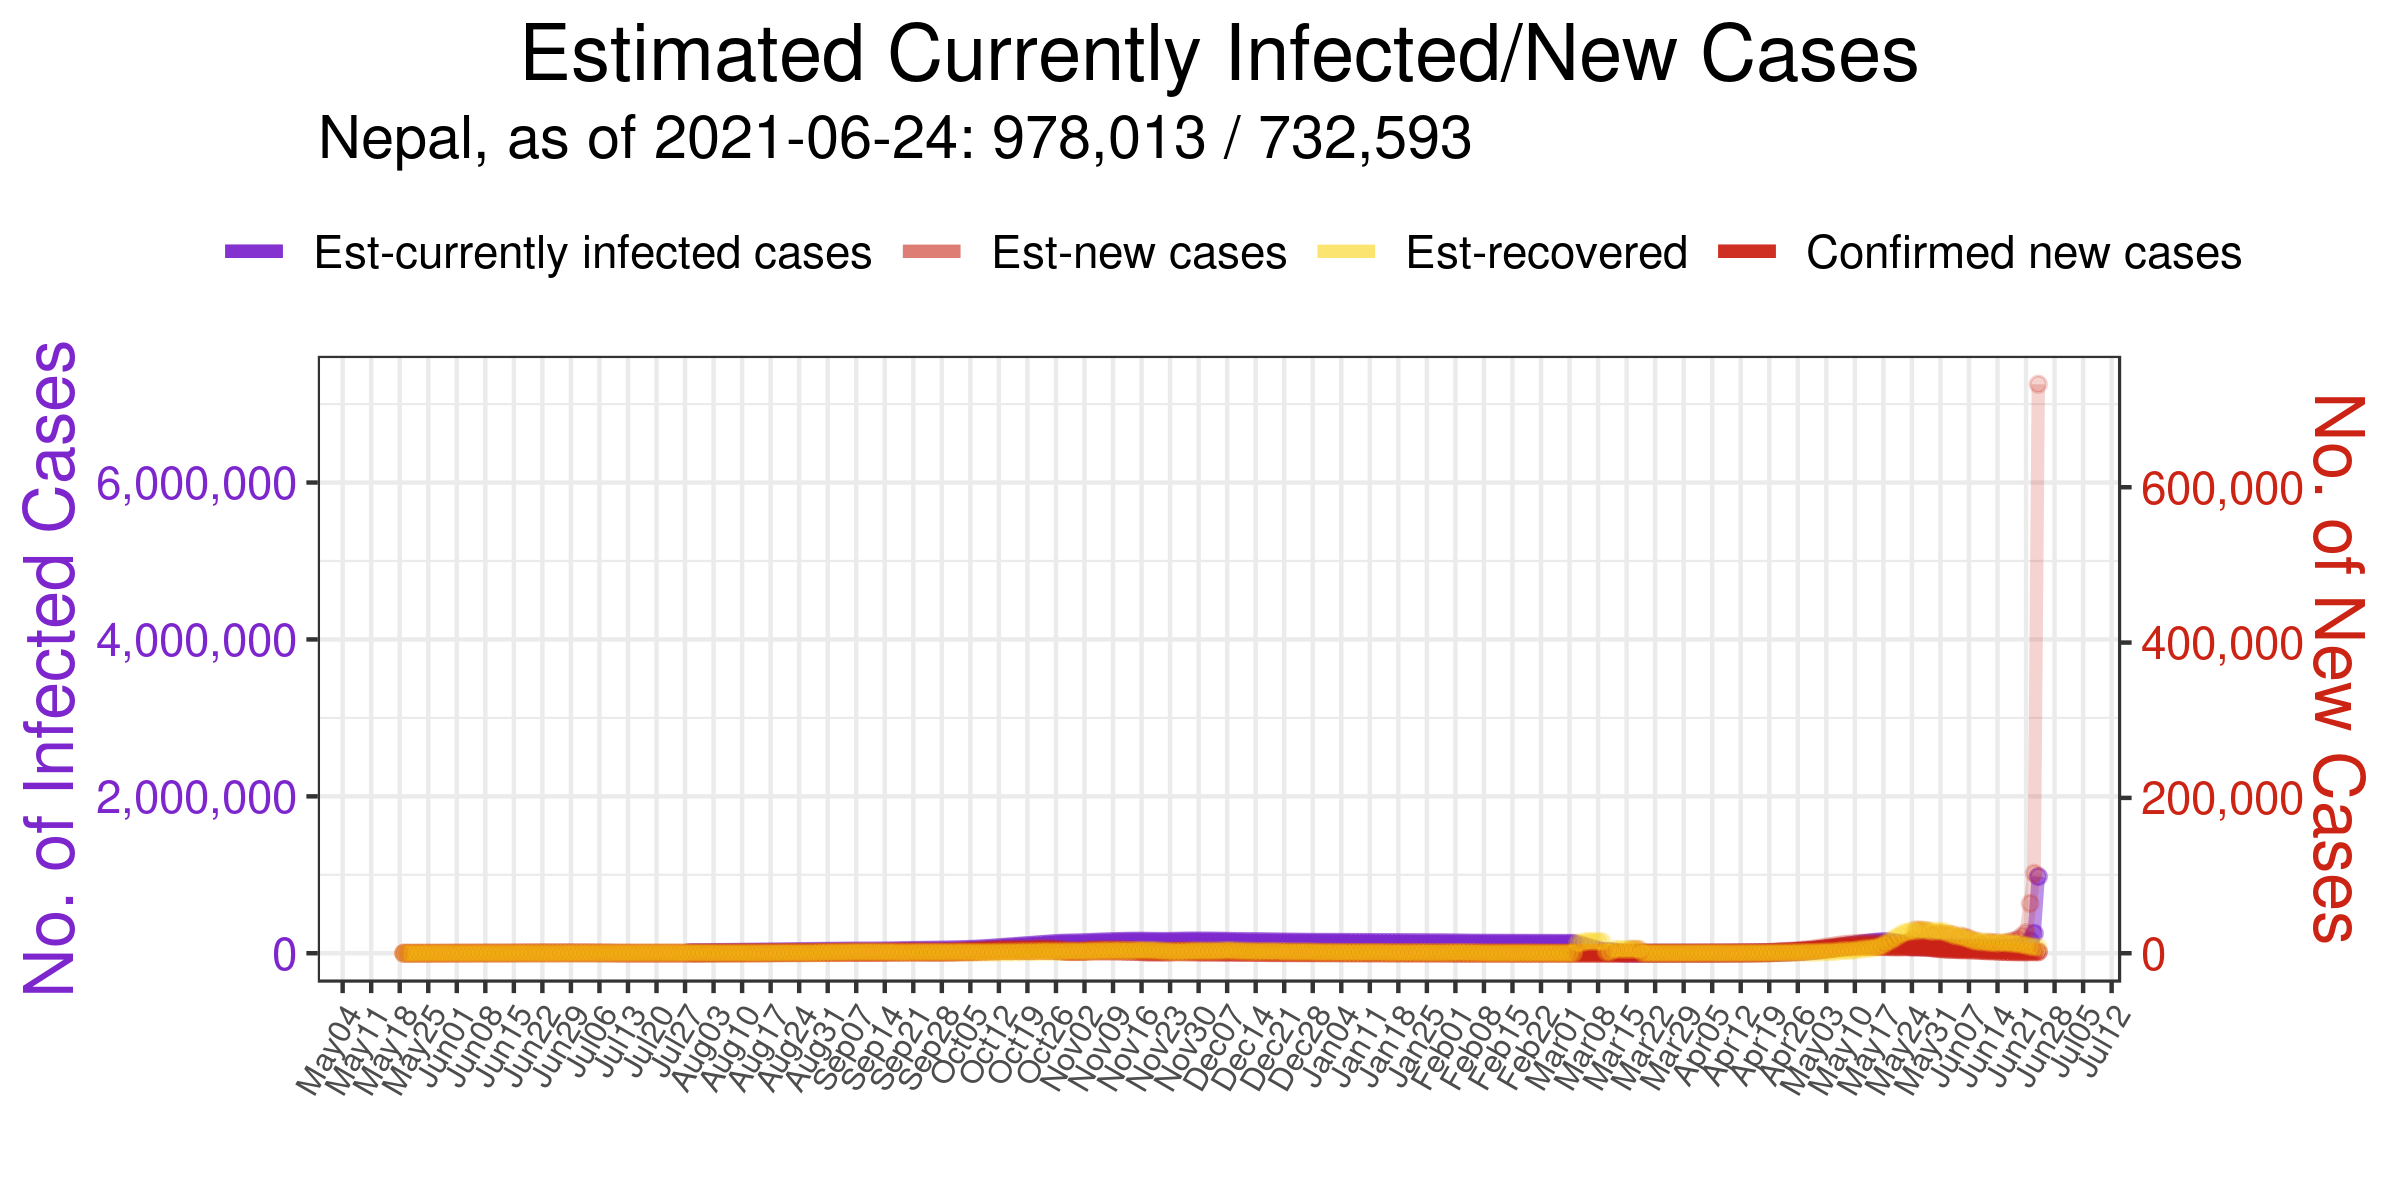 Estimated Currently Infected/New Cases
Nepal, as of 2021-06-24: 978,013 / 732,593
Est-currently infected cases Est-new cases Est-recovered Confirmed new cases
No. of Infected Cases
6,000,000
4,000,000
2,000,000
0
600,000
400,000
200,000
0
No. of New Cases
May04 May11 May18 May25 Jun01 Jun08 Jun15 Jun22 Jun29 Jul06 Jul13 Jul20 Jul27 Aug03 Aug10 Aug17 Aug24 Aug31 Sep07 Sep14 Sep21 Sep28 Oct05 Oct12 Oct19 Oct26 Nov02 Nov09 Nov16 Nov23 Nov30 Dec07 Dec14 Dec21 Dec28 Jan04 Jan11 Jan18 Jan25 Feb01 Feb08 Feb15 Feb22 Mar01 Mar08 Mar15 Mar22 Mar29 Apr05 Apr12 Apr19 Apr26 May03 May10 May17 May24 May31 Jun07 Jun14 Jun21 Jun28 Jul05 Jul12